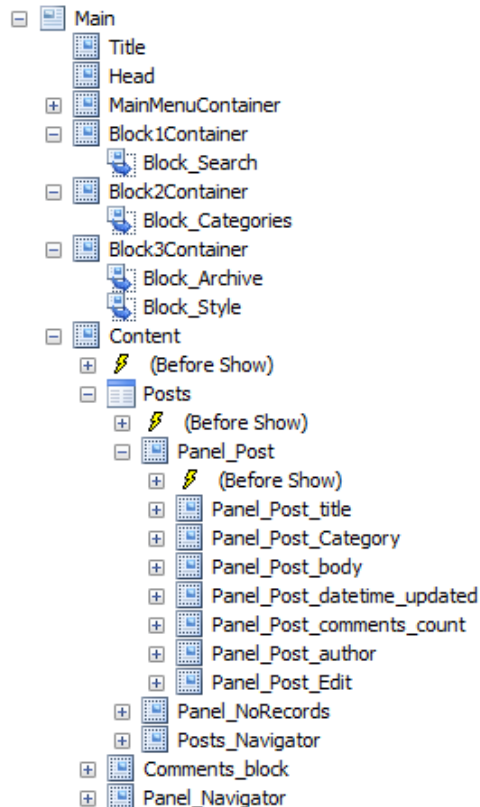 Main
Title
Head
MainMenuContainer
Block1Container
Block_Search
Block2Container
Block_Categories
Block3Container
Block_Archive
Block_Style
Content
(Before Show)
Posts
(Before Show)
Panel_Post
(Before Show)
Panel_Post_title
Panel_Post_Category
Panel_Post_body
Panel_Post_datetime_updated
Panel_Post_comments_count
Panel_Post_author
Panel_Post_Edit
Panel_NoRecords
Posts_Navigator
Comments_block
Panel_Navigator